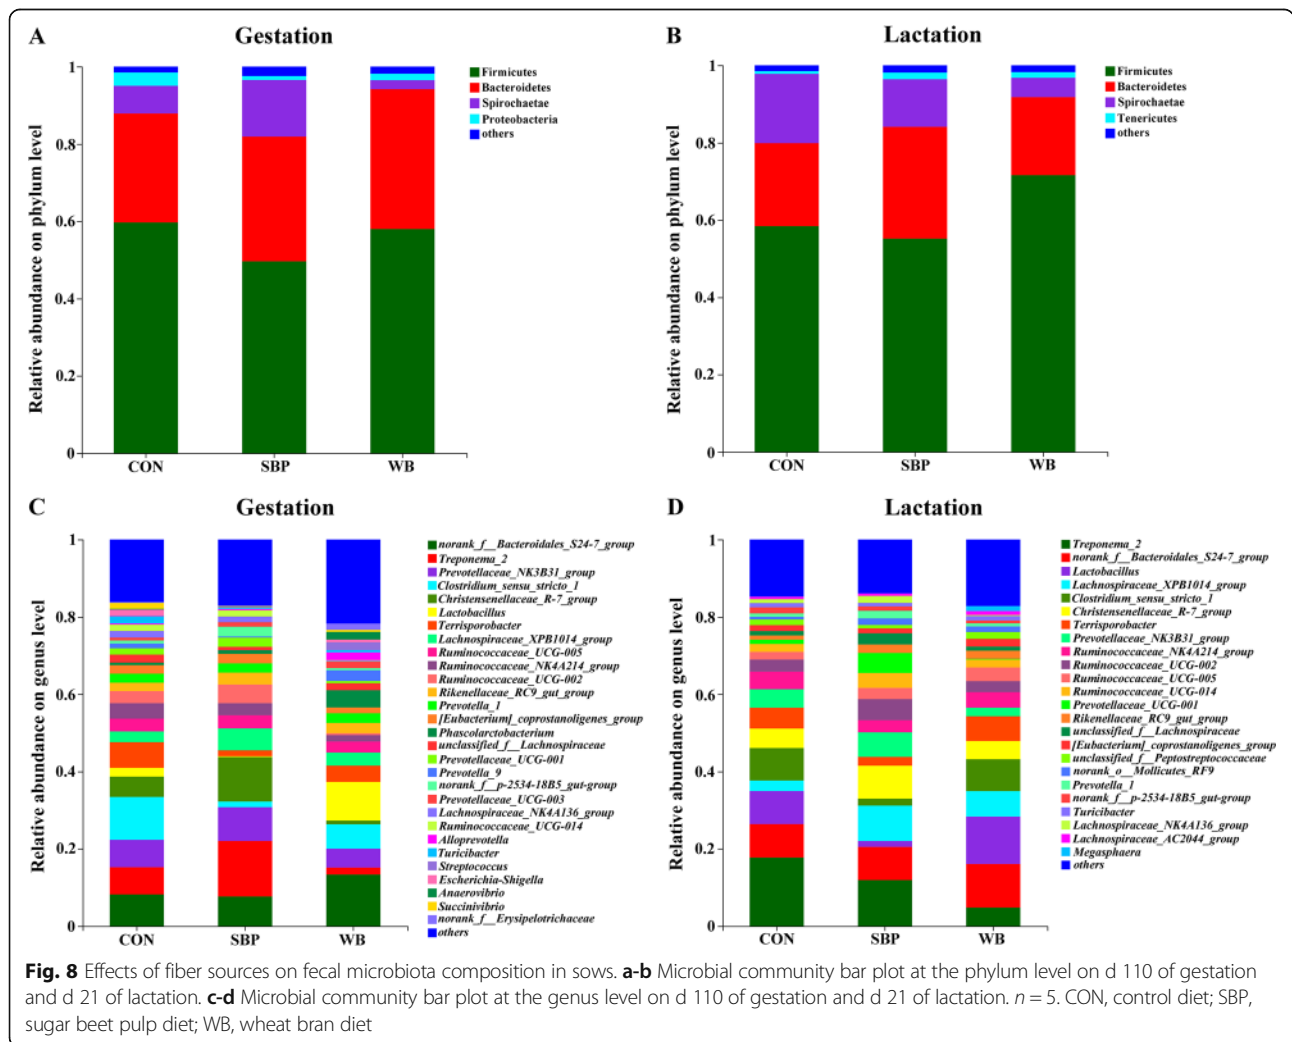 A
Gestation
Relative abundance on phylum level
1
0.8
0.6
0.4
0.2
0
CON
SBP
WB
Firmicutes
Bacteroidetes
Spirochaetae
Proteobacteria
others
B
Lactation
Relative abundance on phylum level
1
0.8
0.6
0.4
0.2
0
CON
SBP
WB
Firmicutes
Bacteroidetes
Spirochaetae
Tenericutes
others
C
Gestation
Relative abundance on genus level
1
0.8
0.6
0.4
0.2
0
CON
SBP
WB
norank_f__Bacteroidales_S24-7_group
Treponema_2
Prevotellaceae_NK3B31_group
Clostridium_sensu_stricto_1
Christensenellaceae_R-7_group
Lactobacillus
Terrisporobacter
Lachnospiraceae_XPB1014_group
Ruminococcaceae_UCG-005
Ruminococcaceae_NK4A214_group
Ruminococcaceae_UCG-002
Rikenellaceae_RC9_gut_group
Prevotella_1
[Eubacterium]_coprostanoligenes_group
Phascolarctobacterium
unclassified_f__Lachnospiraceae
Prevotellaceae_UCG-001
Prevotella_9
norank_f__p-2534-18B5_gut-group
Prevotellaceae_UCG-003
Lachnospiraceae_NK4A136_group
Ruminococcaceae_UCG-014
Alloprevotella
Turicibacter
Streptococcus
Escherichia-Shigella
Anaerovibrio
Succinivibrio
norank_f__Erysipelotrichaceae
others
D
Lactation
Relative abundance on genus level
1
0.8
0.6
0.4
0.2
0
CON
SBP
WB
Treponema_2
norank_f__Bacteroidales_S24-7_group
Lactobacillus
Lachnospiraceae_XPB1014_group
Clostridium_sensu_stricto_1
Christensenellaceae_R-7_group
Terrisporobacter
Prevotellaceae_NK3B31_group
Ruminococcaceae_NK4A214_group
Ruminococcaceae_UCG-002
Ruminococcaceae_UCG-005
Ruminococcaceae_UCG-014
Prevotellaceae_UCG-001
Rikenellaceae_RC9_gut_group
unclassified_f__Lachnospiraceae
[Eubacterium]_coprostanoligenes_group
unclassified_f__Peptostreptococcaceae
norank_o__Mollicutes_RF9
Prevotella_1
norank_f__p-2534-18B5_gut-group
Turicibacter
Lachnospiraceae_NK4A136_group
Lachnospiraceae_AC2044_group
Megasphaera
others
Fig. 8 Effects of fiber sources on fecal microbiota composition in sows. a-b Microbial community bar plot at the phylum level on d 110 of gestation
and d 21 of lactation. c-d Microbial community bar plot at the genus level on d 110 of gestation and d 21 of lactation. n = 5. CON, control diet; SBP,
sugar beet pulp diet; WB, wheat bran diet